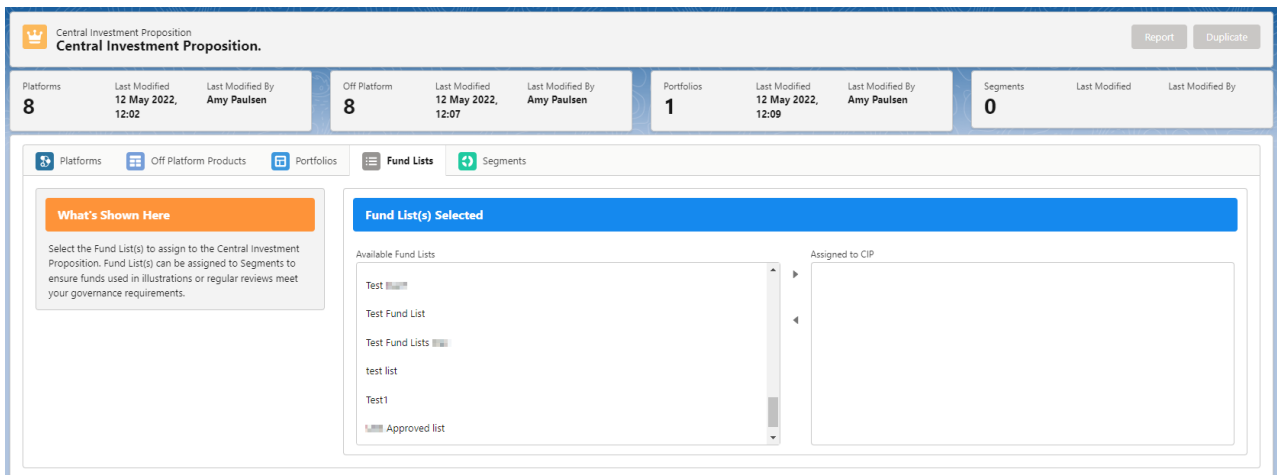 Central Investment Proposition
Central Investment Proposition.
Report
Duplicate
Platforms
8
Last Modified
12 May 2022,
12:02
Last Modified By
Amy Paulsen
Off Platform
8
Last Modified
12 May 2022,
12:07
Last Modified By
Amy Paulsen
Portfolios
1
Last Modified
12 May 2022,
12:09
Last Modified By
Amy Paulsen
Segments
0
Last Modified
Last Modified By
Platforms
Off Platform Products
Portfolios
Fund Lists
Segments
What's Shown Here
Select the Fund List(s) to assign to the Central Investment
Proposition. Fund List(s) can be assigned to Segments to
ensure funds used in illustrations or regular reviews meet
your governance requirements.
Fund List(s) Selected
Available Fund Lists
Test
Test Fund List
Test Fund Lists
test list
Test1
Approved list
Assigned to CIP